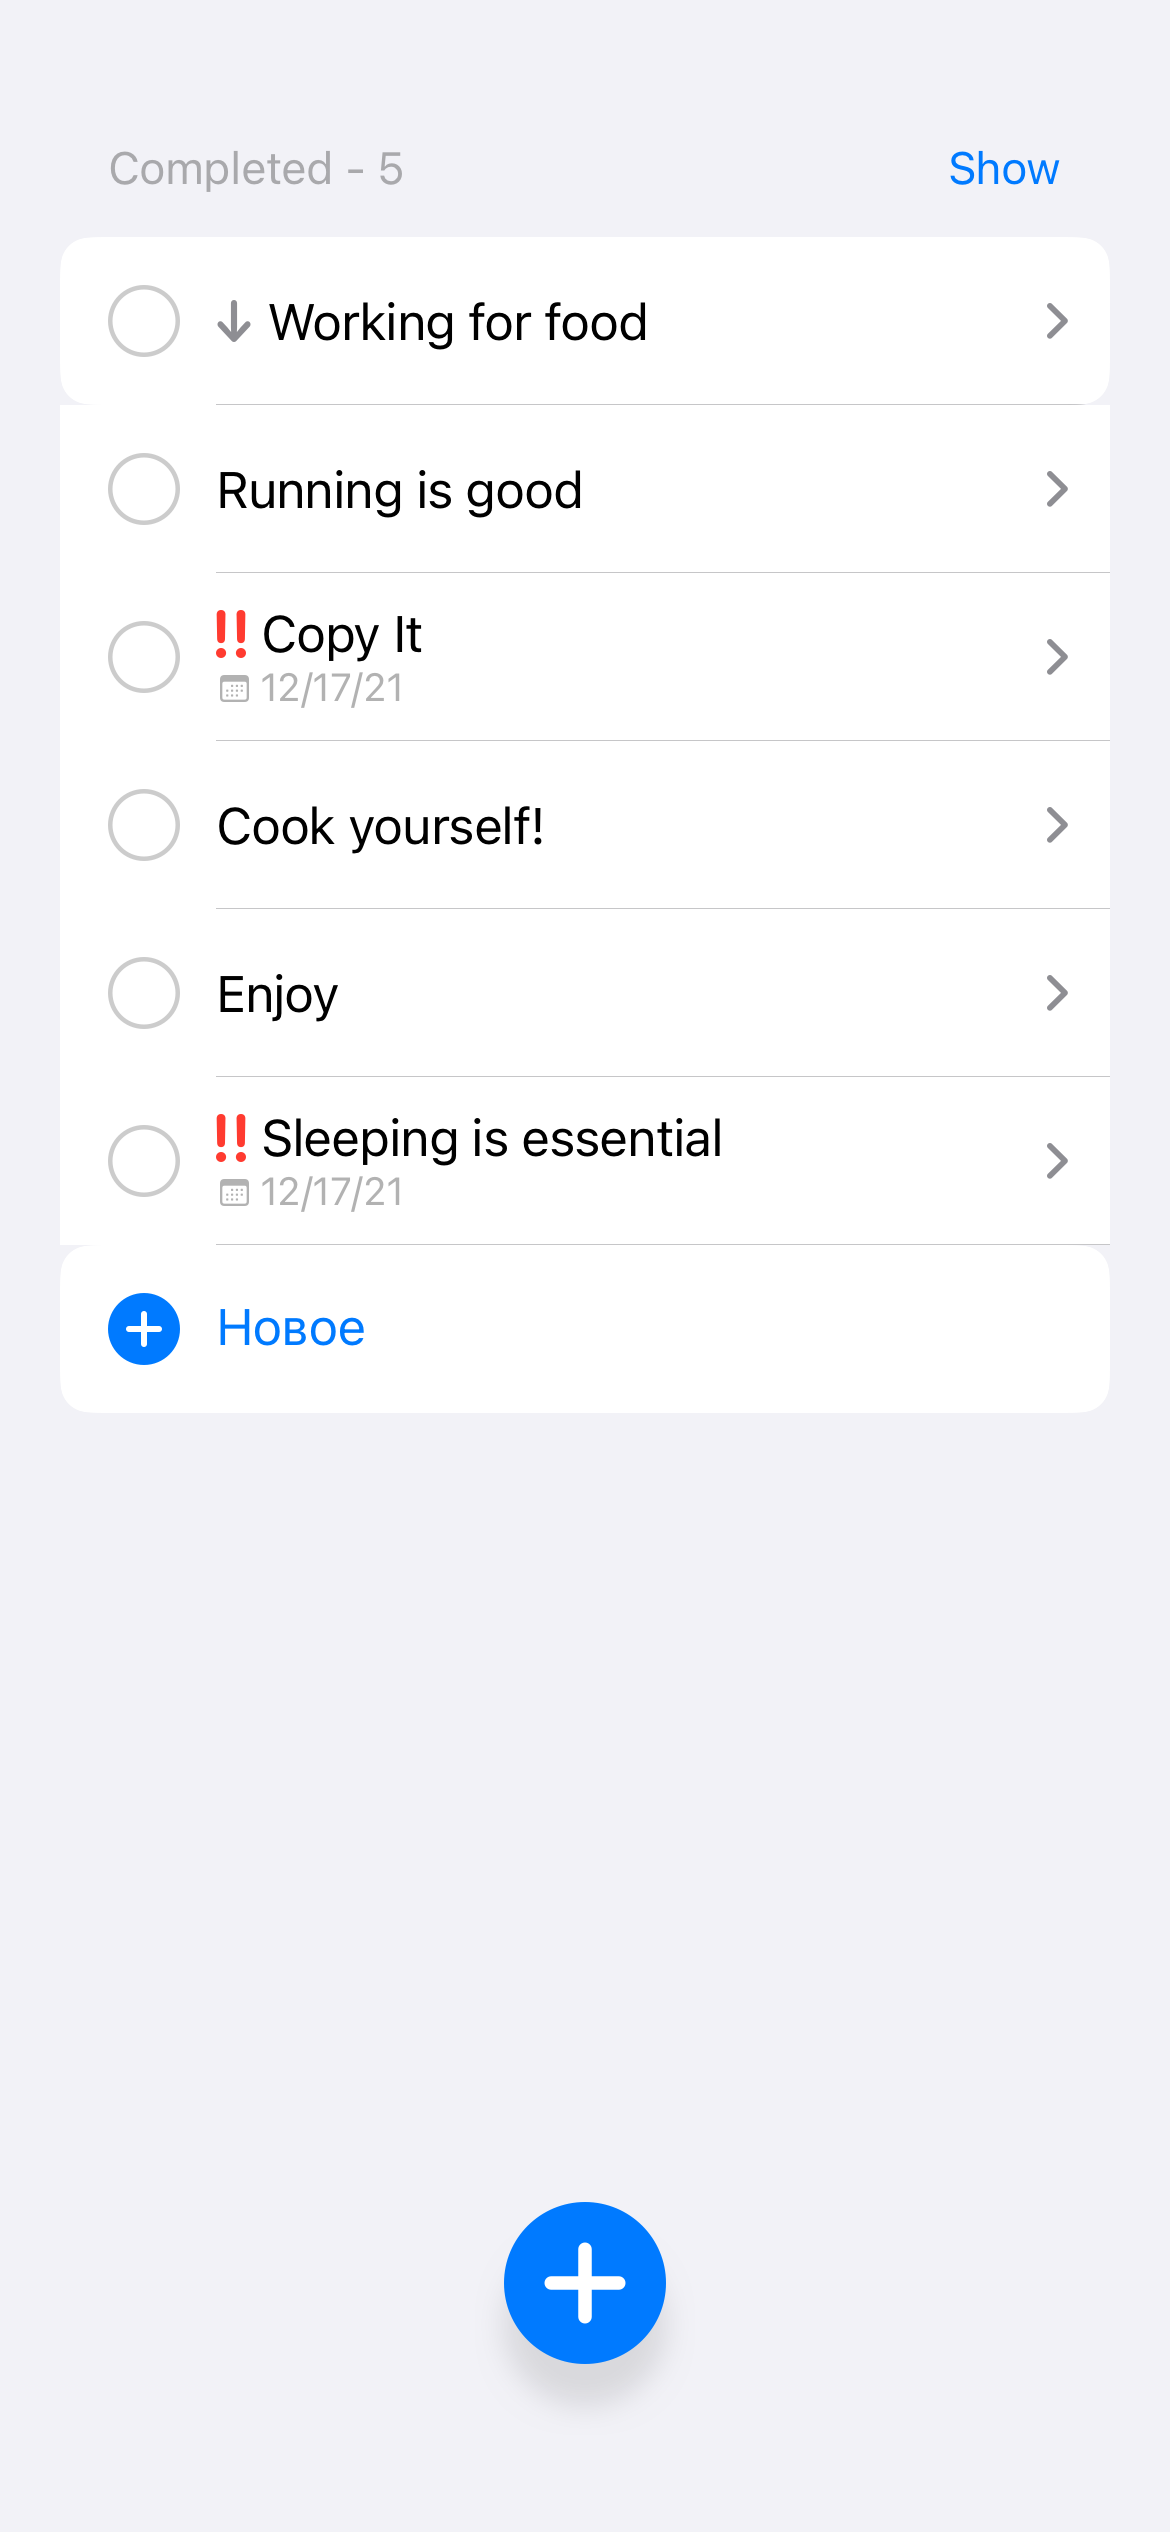 Completed - 5
Show
Working for food
Running is good
‼ Copy It
12/17/21
Cook yourself!
Enjoy
‼ Sleeping is essential
12/17/21
Новое